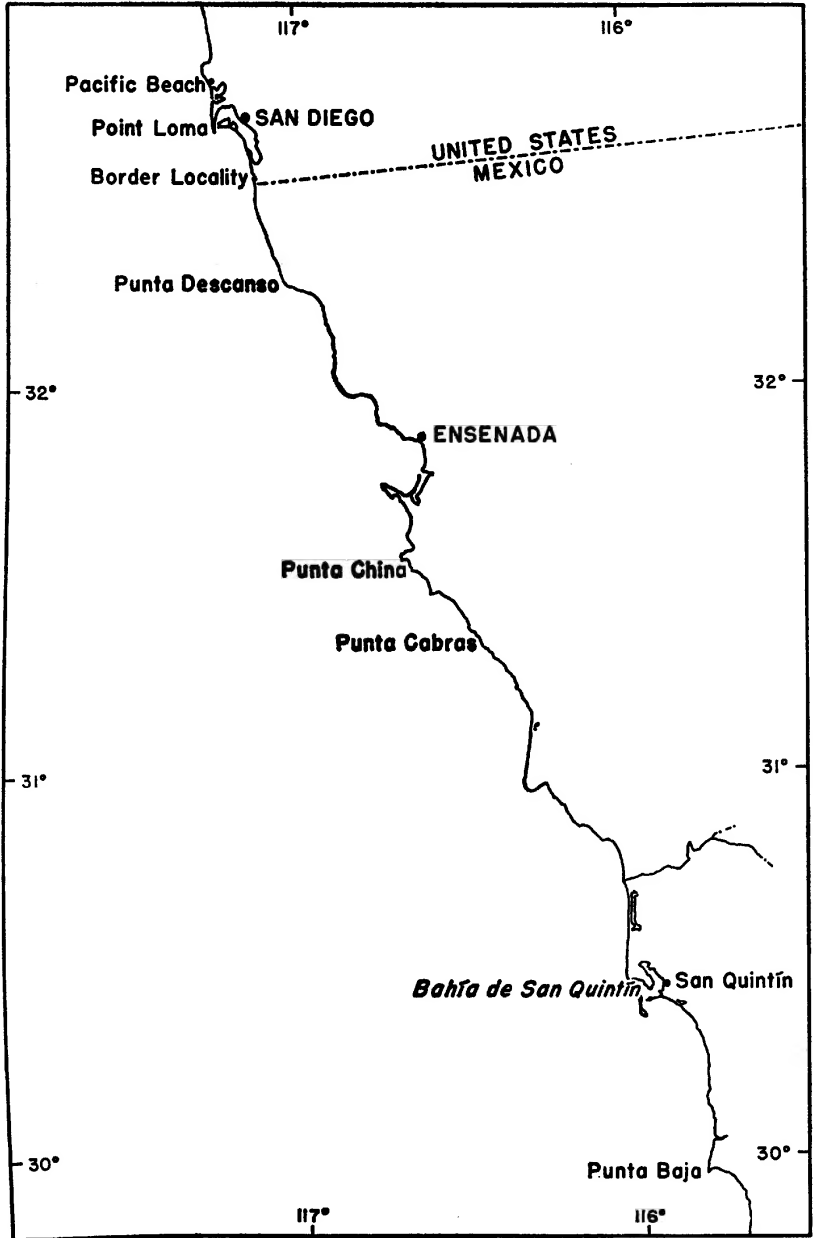 117° 116°
Pacific Beach
SAN DIEGO
Point Loma
UNITED STATES
MEXICO
Border Locality
Punta Descanso
32° 32°
ENSENADA
Punta China
Punta Cabras
31° 31°
San Quintín
Bahía de San Quintín
30° 30°
Punta Baja
117° 116°